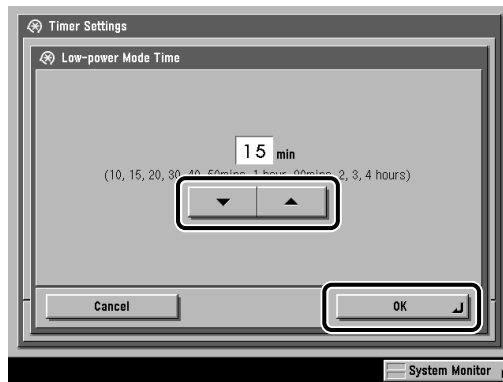 Timer Settings
Low-power Mode Time
15 min
(10, 15, 20, 30, 40, 50mins, 1 hour, 90mins, 2, 3, 4 hours)
Cancel
OK
System Monitor